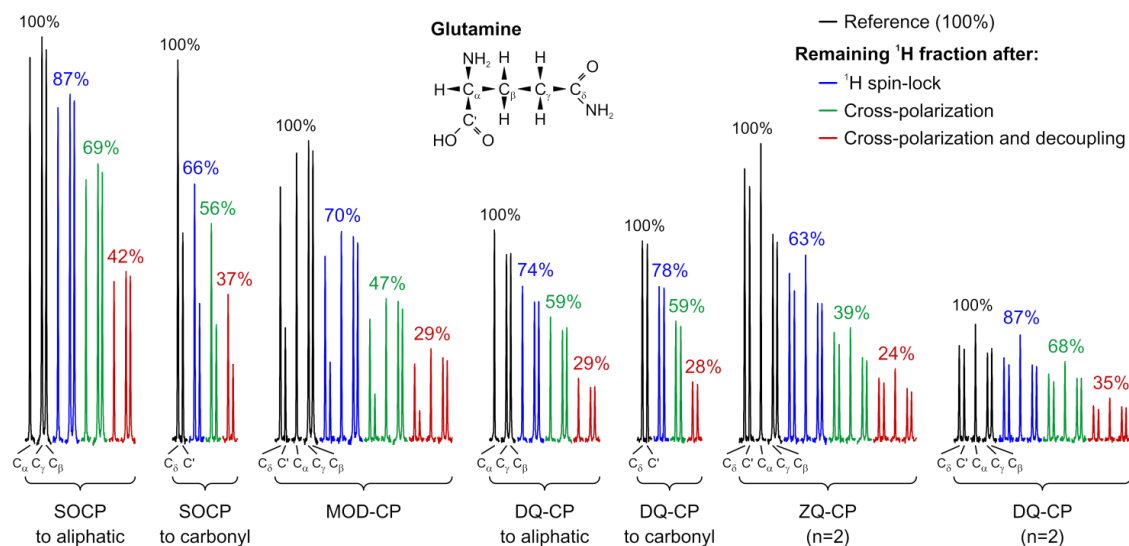 Glutamine
H H O
NH₂
H Cα Cβ Cγ Cδ
NH₂
C H H
HO O
Reference (100%)
Remaining ¹H fraction after:
¹H spin-lock
Cross-polarization
Cross-polarization and decoupling
100%
87%
69%
42%
Cα Cγ Cβ
SOCP
to aliphatic
100%
66%
56%
37%
Cδ C'
SOCP
to carbonyl
100%
70%
47%
29%
Cδ C' Cα Cγ Cβ
MOD-CP
100%
74%
59%
29%
Cα Cγ Cβ
DQ-CP
to aliphatic
100%
78%
59%
28%
Cδ C'
DQ-CP
to carbonyl
100%
63%
39%
24%
Cδ C' Cα Cγ Cβ
ZQ-CP
(n=2)
100%
87%
68%
35%
Cδ C' Cα Cγ Cβ
DQ-CP
(n=2)